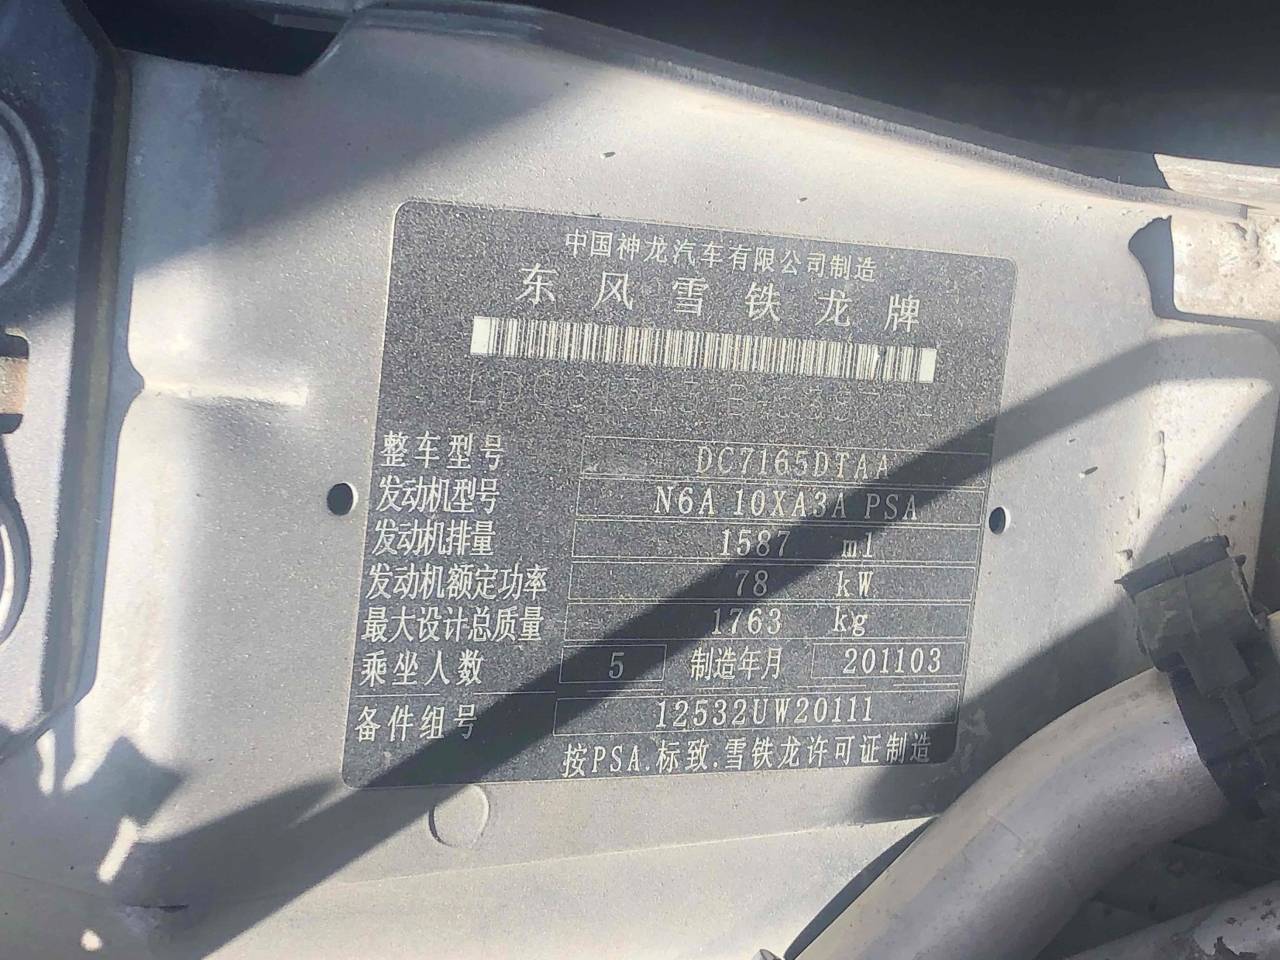 中国神龙汽车有限公司制造
东风雪铁龙牌
整车型号 DC7165DTAA
发动机型号 N6A 10XA3A PSA
发动机排量 1587 ml
发动机额定功率 78 kW
最大设计总质量 1763 kg
乘坐人数 5 制造年月 201103
备件组号 12532UW20111
按PSA.标致.雪铁龙许可证制造